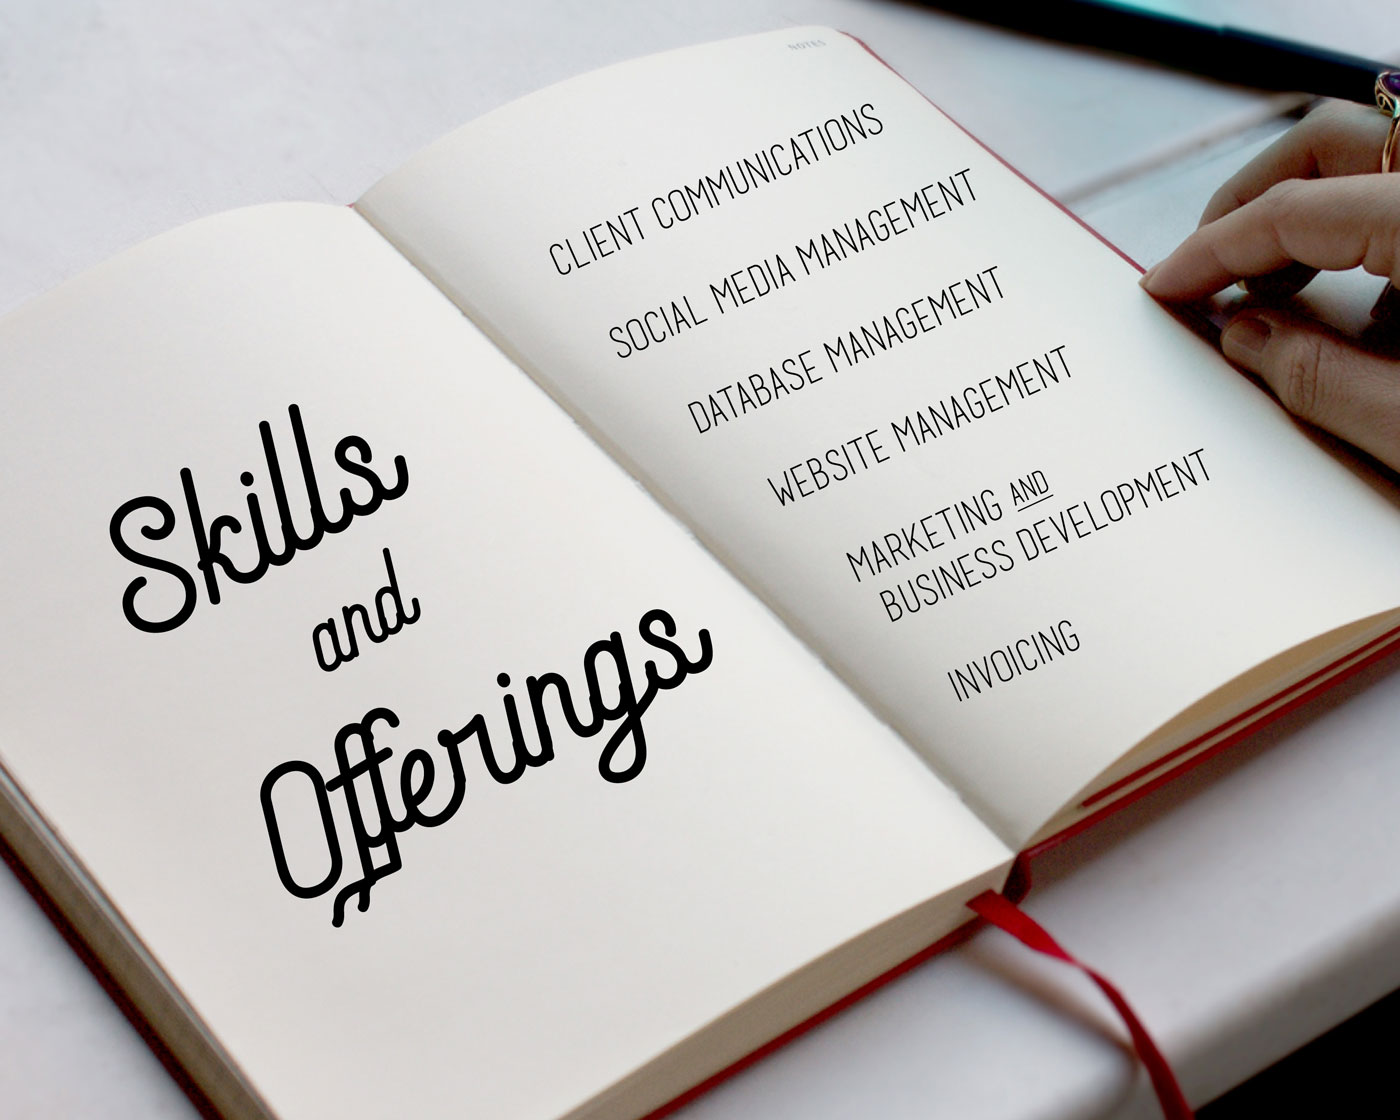 Skills
and
Offerings
NOTES
CLIENT COMMUNICATIONS
SOCIAL MEDIA MANAGEMENT
DATABASE MANAGEMENT
WEBSITE MANAGEMENT
MARKETING AND
BUSINESS DEVELOPMENT
INVOICING